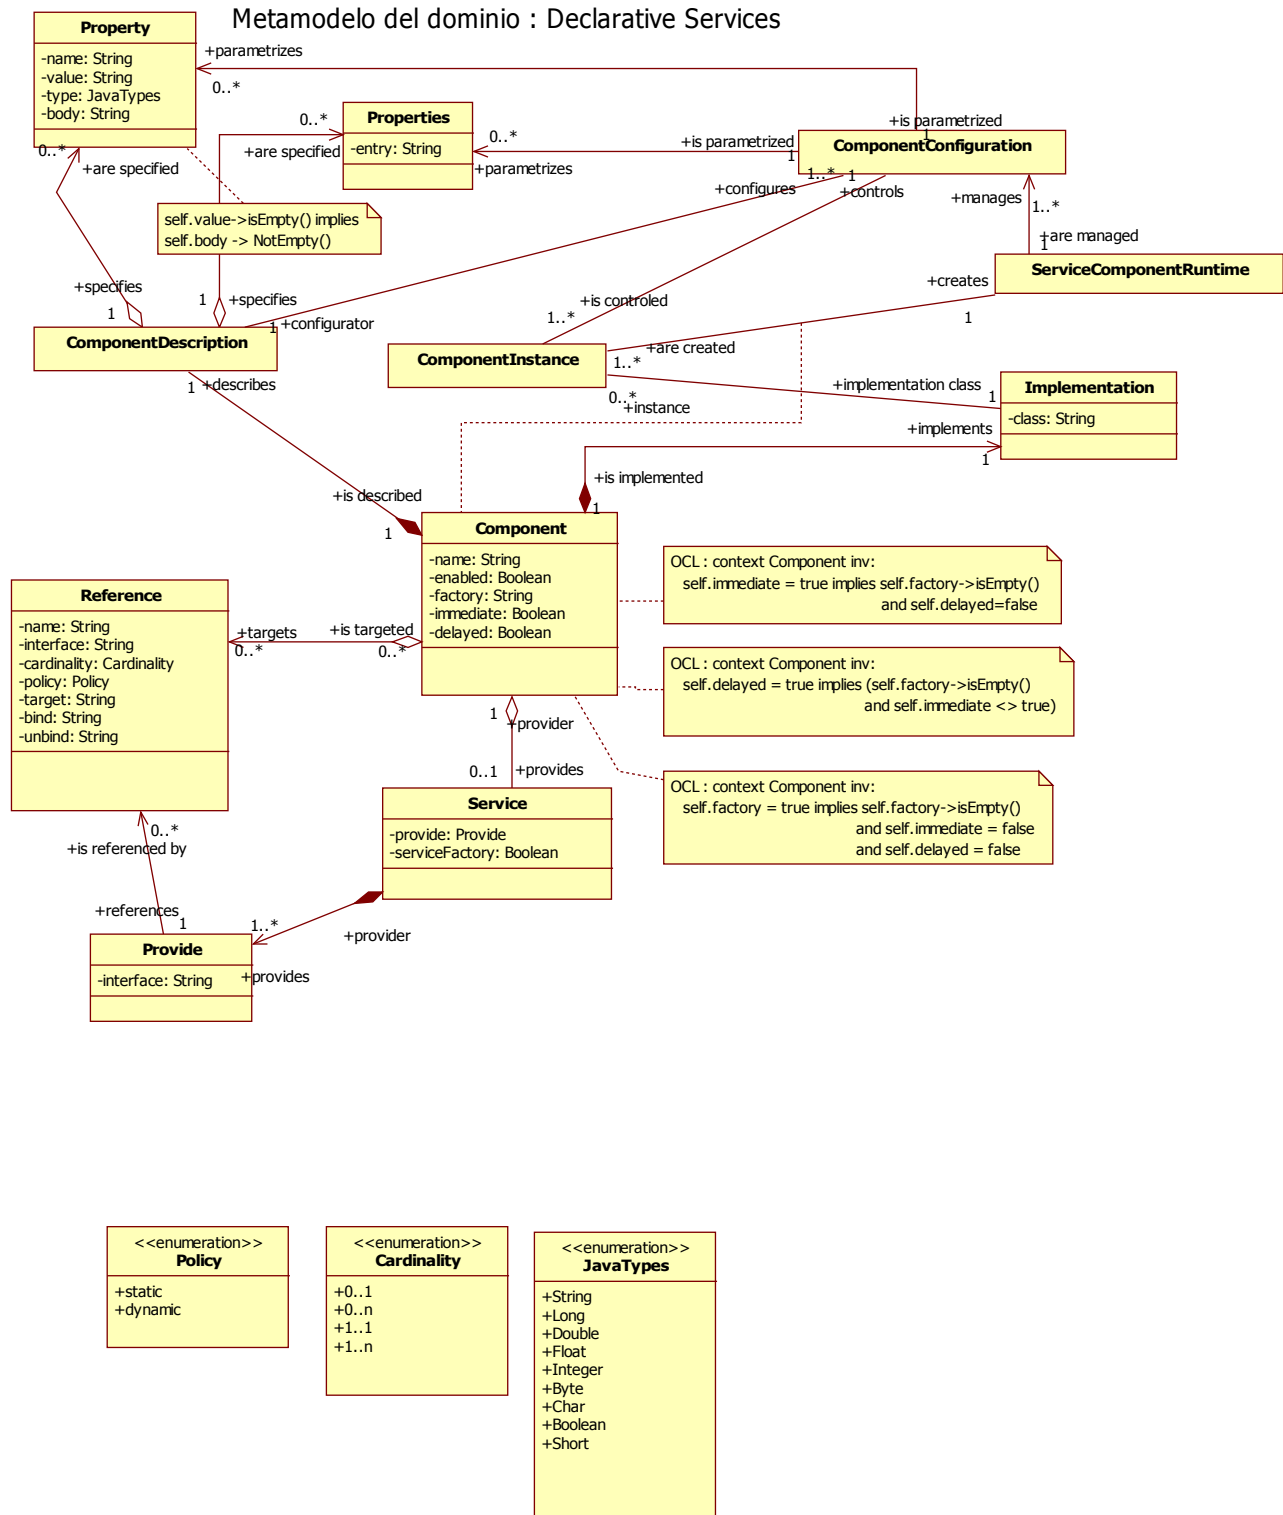 Metamodelo del dominio : Declarative Services
Property
-name: String
-value: String
-type: JavaTypes
-body: String
+parametrizes
0..*
0..*
+are specified
Properties
-entry: String
0..*
+are specified
0..*
+parametrizes
+is parametrized
1
+is parametrized
1
ComponentConfiguration
1..*
1
+configures
+controls
+manages
1..*
+are managed
1
ServiceComponentRuntime
self.value->isEmpty() implies
self.body -> NotEmpty()
+specifies
1
1
+specifies
1
+configurator
ComponentDescription
+is controled
1..*
+creates
1
ComponentInstance
+are created
1..*
0..*
+instance
+implementation class
1
Implementation
-class: String
+implements
1
1
+describes
+is described
1
+is implemented
1
Component
-name: String
-enabled: Boolean
-factory: String
-immediate: Boolean
-delayed: Boolean
OCL : context Component inv:
self.immediate = true implies self.factory->isEmpty()
and self.delayed=false
OCL : context Component inv:
self.delayed = true implies (self.factory->isEmpty()
and self.immediate <> true)
OCL : context Component inv:
self.factory = true implies self.factory->isEmpty()
and self.immediate = false
and self.delayed = false
Reference
-name: String
-interface: String
-cardinality: Cardinality
-policy: Policy
-target: String
-bind: String
-unbind: String
+targets
0..*
+is targeted
0..*
1
+provider
0..1
+provides
Service
-provide: Provide
-serviceFactory: Boolean
0..*
+is referenced by
+references
1
1..*
+provider
+provides
Provide
-interface: String
<<enumeration>>
Policy
+static
+dynamic
<<enumeration>>
Cardinality
+0..1
+0..n
+1..1
+1..n
<<enumeration>>
JavaTypes
+String
+Long
+Double
+Float
+Integer
+Byte
+Char
+Boolean
+Short